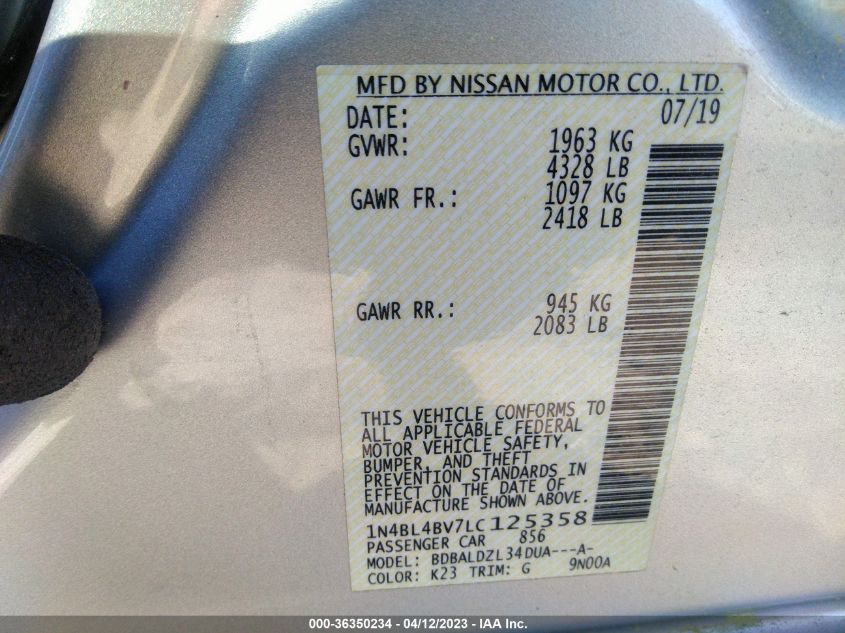 MFD BY NISSAN MOTOR CO., LTD.
DATE: 07/19
GVWR: 1963 KG
4328 LB
GAWR FR.: 1097 KG
2418 LB
GAWR RR.: 945 KG
2083 LB
THIS VEHICLE CONFORMS TO
ALL APPLICABLE FEDERAL
MOTOR VEHICLE SAFETY,
BUMPER, AND THEFT
PREVENTION STANDARDS IN
EFFECT ON THE DATE OF
MANUFACTURE SHOWN ABOVE.
1N4BL4BV7LC125358
PASSENGER CAR 856
MODEL: BDBALDZL34DUA---A-
COLOR: K23 TRIM: G 9N00A
000-36350234 - 04/12/2023 - IAA Inc.